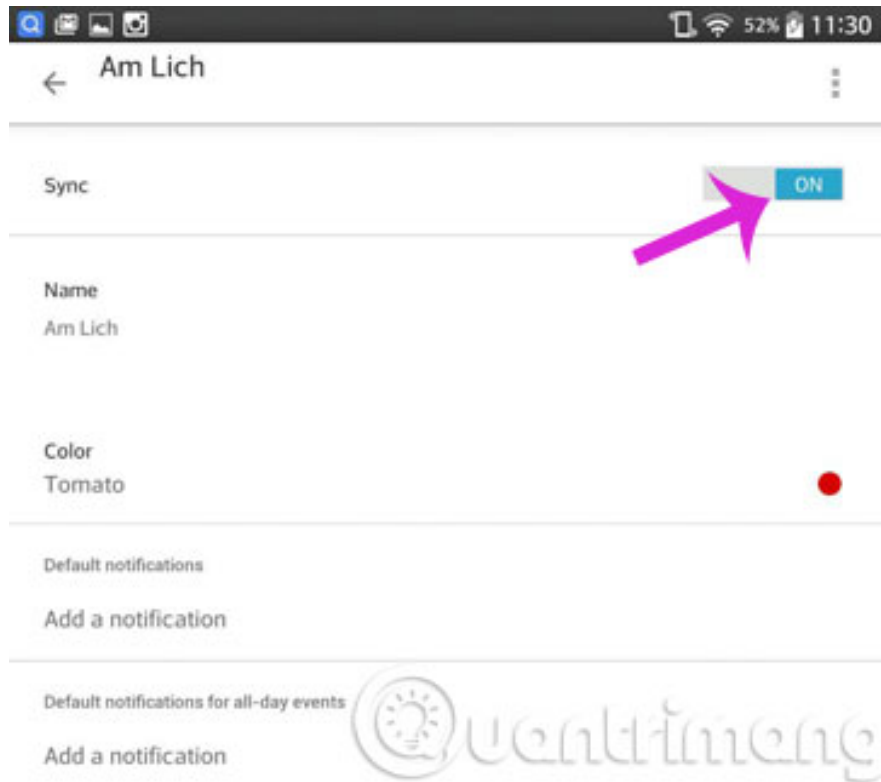 52% 11:30
Am Lich
Sync ON
Name
Am Lich
Color
Tomato
Default notifications
Add a notification
Default notifications for all-day events
Add a notification
Quantrimang